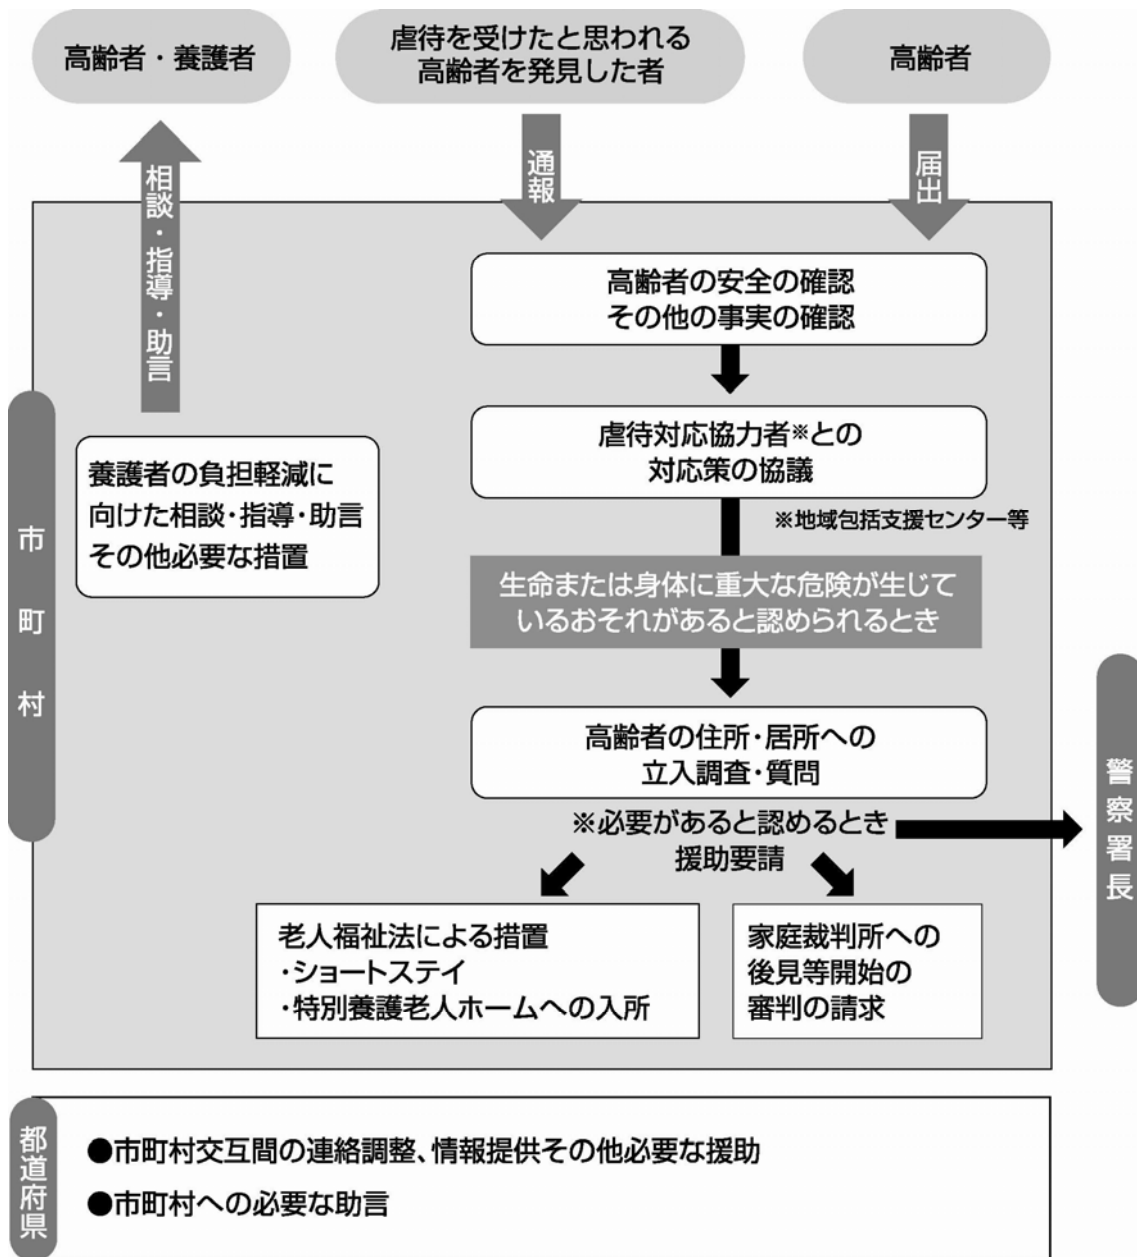 高齢者・養護者
虐待を受けたと思われる
高齢者を発見した者
高齢者
相談・指導・助言
通報
届出
市町村
高齢者の安全の確認
その他の事実の確認
虐待対応協力者※との
対応策の協議
※地域包括支援センター等
養護者の負担軽減に
向けた相談・指導・助言
その他必要な措置
生命または身体に重大な危険が生じて
いるおそれがあると認められるとき
高齢者の住所・居所への
立入調査・質問
※必要があると認めるとき
援助要請
警察署長
老人福祉法による措置
・ショートステイ
・特別養護老人ホームへの入所
家庭裁判所への
後見等開始の
審判の請求
都道府県
●市町村交互間の連絡調整、情報提供その他必要な援助
●市町村への必要な助言